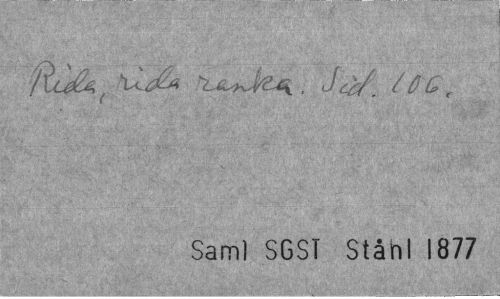 Rida, rida ranka. Sid. 106.
Saml SGST Ståhl 1877